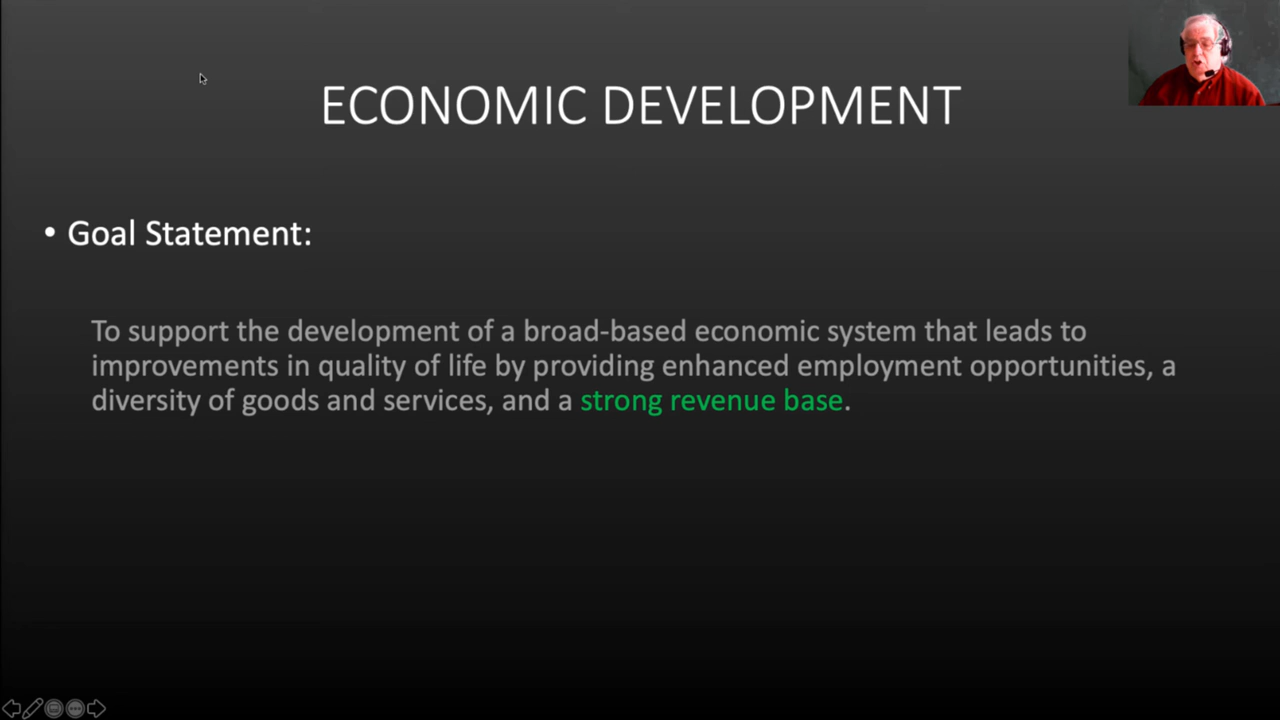 ECONOMIC DEVELOPMENT
• Goal Statement:
To support the development of a broad-based economic system that leads to
improvements in quality of life by providing enhanced employment opportunities, a
diversity of goods and services, and a strong revenue base.